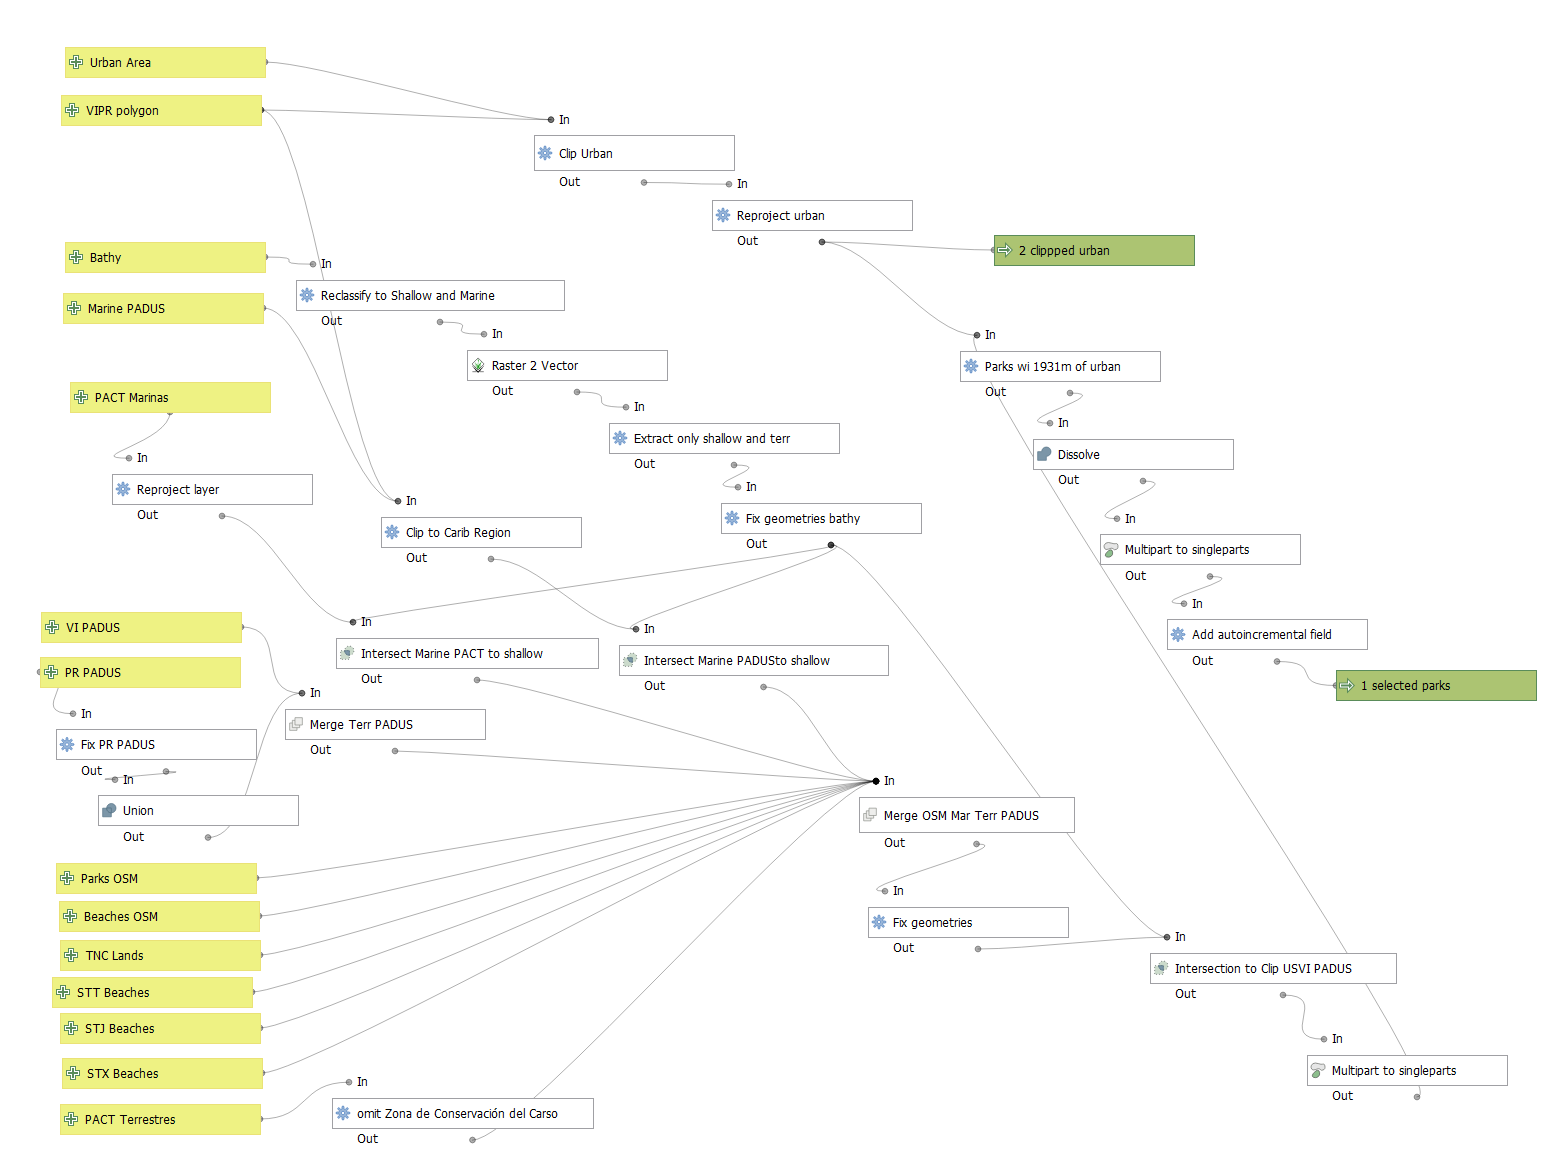 Urban Area
VIPR polygon
In
Clip Urban
Out
In
Reproject urban
Out
2 clippped urban
Bathy
In
Reclassify to Shallow and Marine
Out
Marine PADUS
In
Raster 2 Vector
Out
In
Parks wi 1931m of urban
Out
PACT Marinas
In
Extract only shallow and terr
Out
In
Dissolve
Out
In
Reproject layer
Out
In
Fix geometries bathy
Out
In
Clip to Carib Region
Out
In
Multipart to singleparts
Out
In
Add autoincremental field
Out
1 selected parks
VI PADUS
PR PADUS
In
Intersect Marine PACT to shallow
Out
In
Intersect Marine PADUSto shallow
Out
In
Merge Terr PADUS
Out
In
Fix PR PADUS
Out
In
Union
Out
In
Merge OSM Mar Terr PADUS
Out
Parks OSM
Beaches OSM
TNC Lands
STT Beaches
STJ Beaches
STX Beaches
PACT Terrestres
In
Fix geometries
Out
In
Intersection to Clip USVI PADUS
Out
In
Multipart to singleparts
Out
In
omit Zona de Conservación del Carso
Out